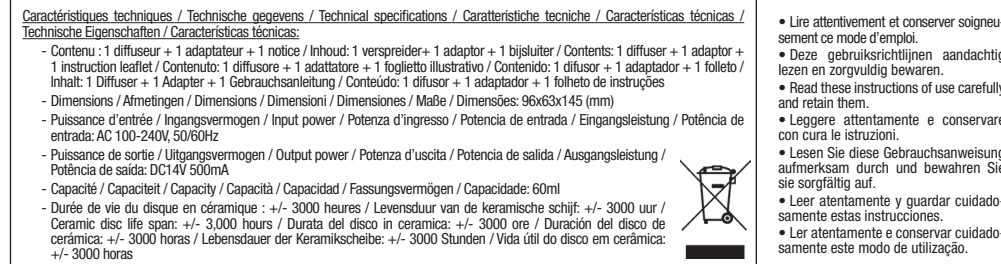 Caractéristiques techniques / Technische gegevens / Technical specifications / Caratteristiche tecniche / Características técnicas /
Technische Eigenschaften / Características técnicas:
- Contenu : 1 diffuseur + 1 adaptateur + 1 notice / Inhoud: 1 verspreider+ 1 adaptor + 1 bijsluiter / Contents: 1 diffuser + 1 adaptor +
1 instruction leaflet / Contenuto: 1 diffusore + 1 adattatore + 1 foglietto illustrativo / Contenido: 1 difusor + 1 adaptador + 1 folleto /
Inhalt: 1 Diffuser + 1 Adapter + 1 Gebrauchsanleitung / Conteúdo: 1 difusor + 1 adaptador + 1 folheto de instruções
- Dimensions / Afmetingen / Dimensions / Dimensioni / Dimensiones / Maße / Dimensões: 96x63x145 (mm)
- Puissance d'entrée / Ingangsvermogen / Input power / Potenza d'ingresso / Potencia de entrada / Eingangsleistung / Potência de
entrada: AC 100-240V, 50/60Hz
- Puissance de sortie / Uitgangsvermogen / Output power / Potenza d'uscita / Potencia de salida / Ausgangsleistung /
Potência de saída: DC14V 500mA
- Capacité / Capaciteit / Capacity / Capacità / Capacidad / Fassungsvermögen / Capacidade: 60ml
- Durée de vie du disque en céramique : +/- 3000 heures / Levensduur van de keramische schijf: +/- 3000 uur /
Ceramic disc life span: +/- 3,000 hours / Durata del disco in ceramica: +/- 3000 ore / Duración del disco de
cerámica: +/- 3000 horas / Lebensdauer der Keramikscheibe: +/- 3000 Stunden / Vida útil do disco em cerâmica:
+/- 3000 horas
• Lire attentivement et conserver soigneu-
sement ce mode d'emploi.
• Deze gebruiksrichtlijnen aandachtig
lezen en zorgvuldig bewaren.
• Read these instructions of use carefully
and retain them.
• Leggere attentamente e conservare
con cura le istruzioni.
• Lesen Sie diese Gebrauchsanweisung
aufmerksam durch und bewahren Sie
sie sorgfältig auf.
• Leer atentamente y guardar cuidado-
samente estas instrucciones.
• Ler atentamente e conservar cuidado-
samente este modo de utilização.